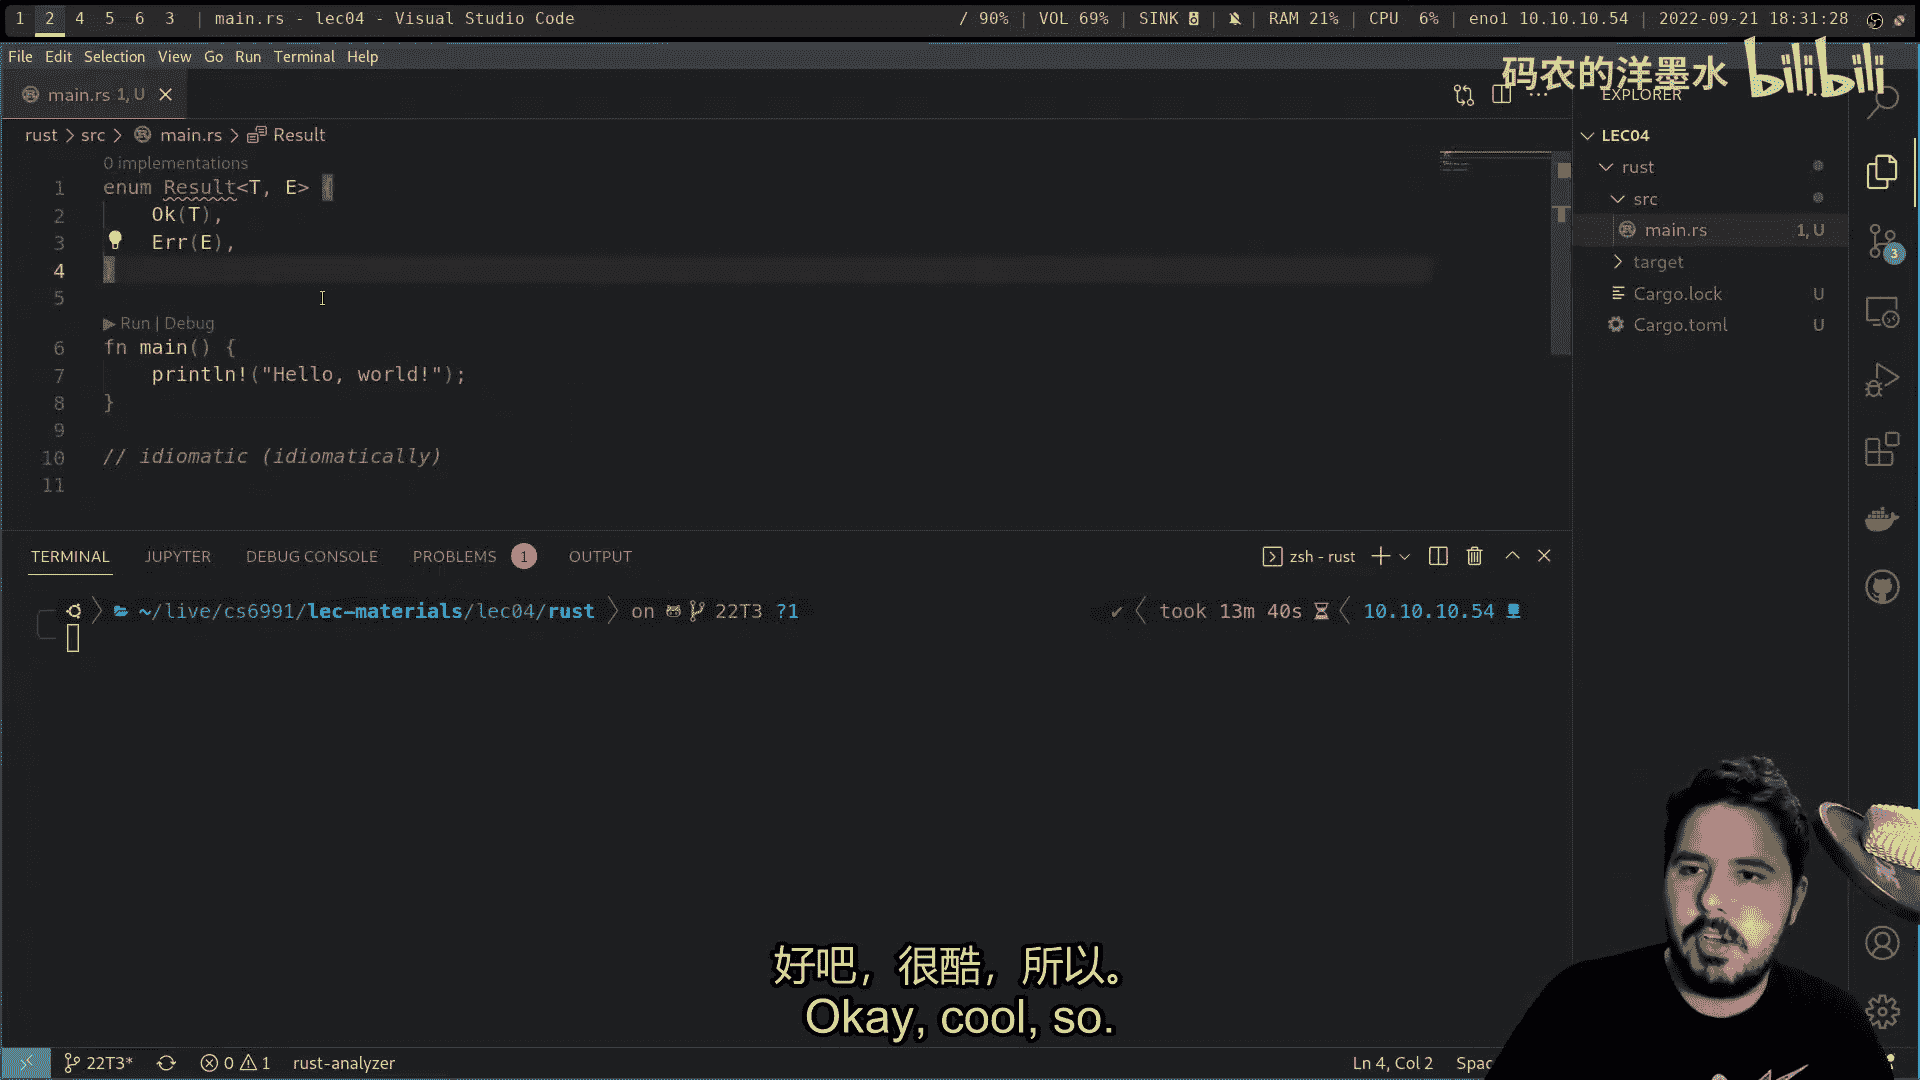 1 2 4 5 6 3 | main.rs - lec04 - Visual Studio Code
/ 90% | VOL 69% | SINK | | RAM 21% | CPU 6% | eno1 10.10.10.54 | 2022-09-21 18:31:28
File Edit Selection View Go Run Terminal Help
码农的洋墨水 bilibili
main.rs 1, U
EXPLORER
rust > src > main.rs > Result
LEC04
0 implementations
rust
1 enum Result<T, E> {
src
2 Ok(T),
main.rs 1, U
3 Err(E),
target
4 }
Cargo.lock U
5
Cargo.toml U
Run | Debug
6 fn main() {
7 println!("Hello, world!");
8 }
9
10 // idiomatic (idiomatically)
11
3
TERMINAL JUPYTER DEBUG CONSOLE PROBLEMS 1 OUTPUT
zsh - rust
~/live/cs6991/lec-materials/lec04/rust on 22T3 ?1
took 13m 40s 10.10.10.54
好吧，很酷，所以。
Okay, cool, so.
22T3* 0 1 rust-analyzer
Ln 4, Col 2 Spac